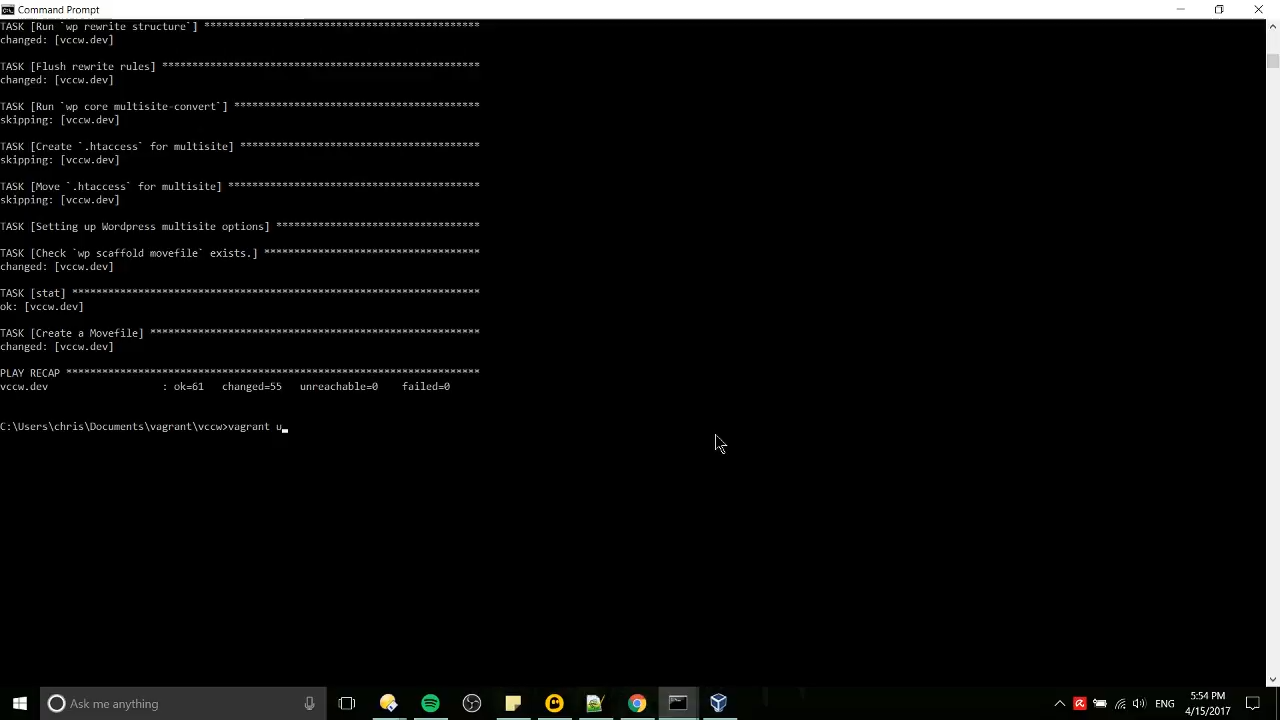 Command Prompt
TASK [Run `wp rewrite structure`] **********************************************
changed: [vccw.dev]
TASK [Flush rewrite rules] *****************************************************
changed: [vccw.dev]
TASK [Run `wp core multisite-convert`] *****************************************
skipping: [vccw.dev]
TASK [Create `.htaccess` for multisite] ****************************************
skipping: [vccw.dev]
TASK [Move `.htaccess` for multisite] ******************************************
skipping: [vccw.dev]
TASK [Setting up Wordpress multisite options] **********************************
TASK [Check `wp scaffold movefile` exists.] ************************************
changed: [vccw.dev]
TASK [stat] ********************************************************************
ok: [vccw.dev]
TASK [Create a Movefile] *******************************************************
changed: [vccw.dev]
PLAY RECAP *********************************************************************
vccw.dev                   : ok=61   changed=55   unreachable=0    failed=0
C:\Users\chris\Documents\vagrant\vccw>vagrant u_
Ask me anything
ENG
5:54 PM
4/15/2017